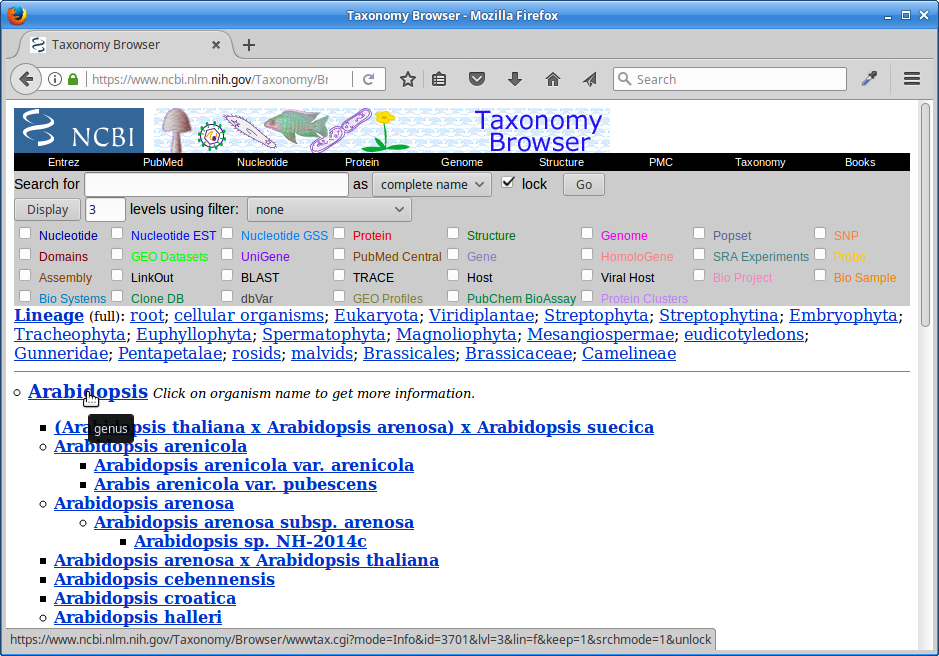 Taxonomy Browser - Mozilla Firefox
Taxonomy Browser
https://www.ncbi.nlm.nih.gov/Taxonomy/Br
Search
NCBI
Taxonomy
Browser
Entrez PubMed Nucleotide Protein Genome Structure PMC Taxonomy Books
Search for as complete name lock Go
Display 3 levels using filter: none
Nucleotide Nucleotide EST Nucleotide GSS Protein Structure Genome Popset SNP
Domains GEO Datasets UniGene PubMed Central Gene HomoloGene SRA Experiments Probe
Assembly LinkOut BLAST TRACE Host Viral Host Bio Project Bio Sample
Bio Systems Clone DB dbVar GEO Profiles PubChem BioAssay Protein Clusters
Lineage (full): root; cellular organisms; Eukaryota; Viridiplantae; Streptophyta; Streptophytina; Embryophyta;
Tracheophyta; Euphyllophyta; Spermatophyta; Magnoliophyta; Mesangiospermae; eudicotyledons;
Gunneridae; Pentapetalae; rosids; malvids; Brassicales; Brassicaceae; Camelineae
Arabidopsis Click on organism name to get more information.
genus
(Arabidopsis thaliana x Arabidopsis arenosa) x Arabidopsis suecica
Arabidopsis arenicola
Arabidopsis arenicola var. arenicola
Arabis arenicola var. pubescens
Arabidopsis arenosa
Arabidopsis arenosa subsp. arenosa
Arabidopsis sp. NH-2014c
Arabidopsis arenosa x Arabidopsis thaliana
Arabidopsis cebennensis
Arabidopsis croatica
Arabidopsis halleri
https://www.ncbi.nlm.nih.gov/Taxonomy/Browser/wwwtax.cgi?mode=Info&id=3701&lvl=3&lin=f&keep=1&srchmode=1&unlock